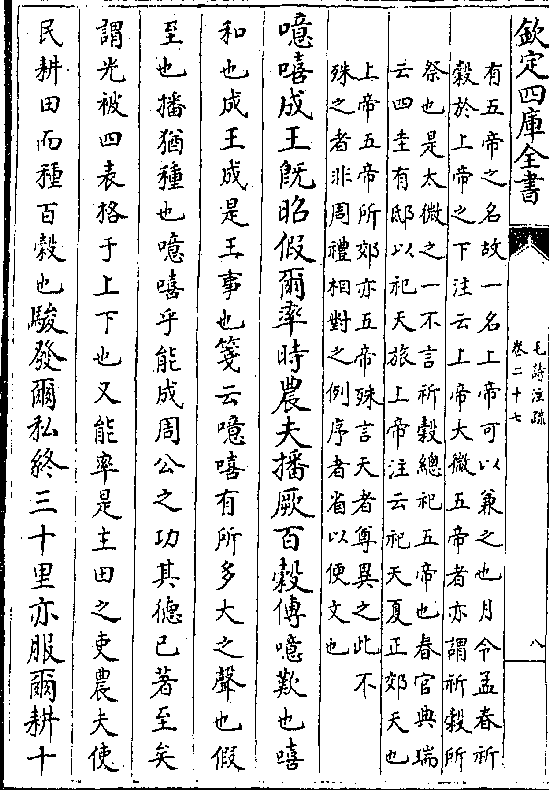 欽定四庫全書
毛詩注疏
卷二十七
八
有五帝之名故一名上帝可以兼之也月令孟春祈
穀於上帝之下注云上帝大微五帝者亦謂祈穀所
祭也是太微之一不言祈穀總祀五帝也春官典瑞
云四圭有邸以祀天旅上帝注云祀天夏正郊天也
上帝五帝所郊亦五帝殊言天者尊異之此不
殊之者非周禮相對之例序者省以便文也
噫嘻成王既昭假爾率時農夫播厥百榖傳噫歎也嘻
和也成王成是王事也箋云噫嘻有所多大之聲也假
至也播猶種也噫嘻乎能成周公之功其德已著至矣
謂光被四表格于上下也又能率是主田之吏農夫使
民耕田而種百榖也駿發爾私終三十里亦服爾耕十